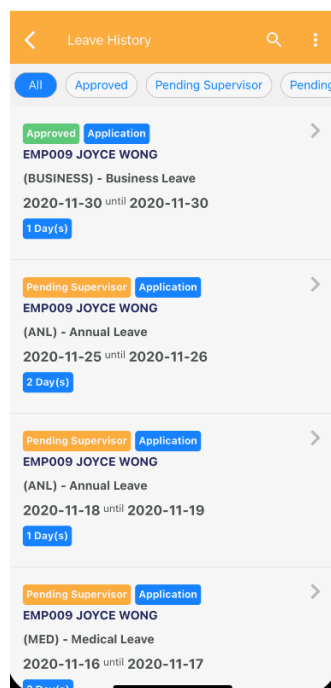 Leave History
All Approved Pending Supervisor Pending
Approved Application
EMP009 JOYCE WONG
(BUSINESS) - Business Leave
2020-11-30 until 2020-11-30
1 Day(s)
Pending Supervisor Application
EMP009 JOYCE WONG
(ANL) - Annual Leave
2020-11-25 until 2020-11-26
2 Day(s)
Pending Supervisor Application
EMP009 JOYCE WONG
(ANL) - Annual Leave
2020-11-18 until 2020-11-19
1 Day(s)
Pending Supervisor Application
EMP009 JOYCE WONG
(MED) - Medical Leave
2020-11-16 until 2020-11-17
2 Day(s)